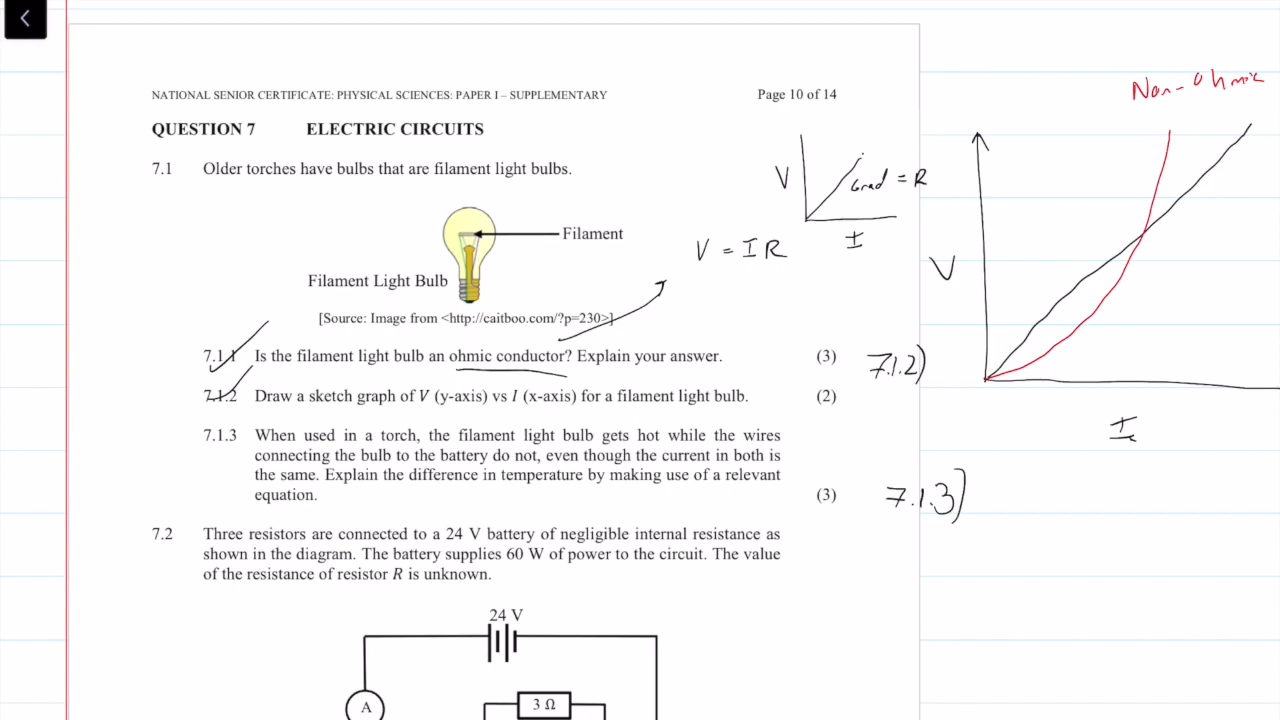 NATIONAL SENIOR CERTIFICATE: PHYSICAL SCIENCES: PAPER I – SUPPLEMENTARY
Page 10 of 14
QUESTION 7 ELECTRIC CIRCUITS
7.1 Older torches have bulbs that are filament light bulbs.
Filament
Filament Light Bulb
[Source: Image from <http://caitboo.com/?p=230>]
7.1.1 Is the filament light bulb an ohmic conductor? Explain your answer. (3)
7.1.2 Draw a sketch graph of V (y-axis) vs I (x-axis) for a filament light bulb. (2)
7.1.3 When used in a torch, the filament light bulb gets hot while the wires
connecting the bulb to the battery do not, even though the current in both is
the same. Explain the difference in temperature by making use of a relevant
equation. (3)
7.2 Three resistors are connected to a 24 V battery of negligible internal resistance as
shown in the diagram. The battery supplies 60 W of power to the circuit. The value
of the resistance of resistor R is unknown.
24 V
3 Ω
A
V
Grad = R
I
V = IR
Non-Ohmic
V
I
7.1.2)
7.1.3)